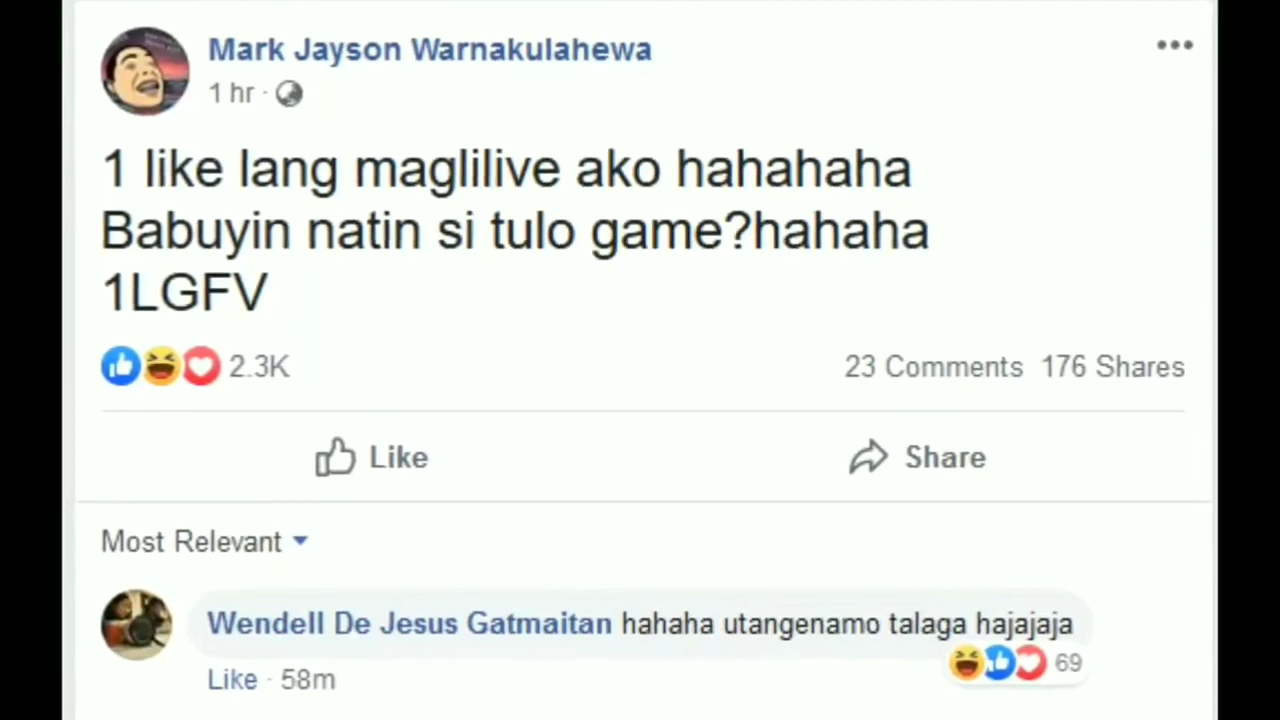 Mark Jayson Warnakulahewa
1 hr ·
1 like lang maglilive ako hahahaha
Babuyin natin si tulo game?hahaha
1LGFV
2.3K
23 Comments 176 Shares
Like
Share
Most Relevant
Wendell De Jesus Gatmaitan hahaha utangenamo talaga hajajaja
69
Like · 58m